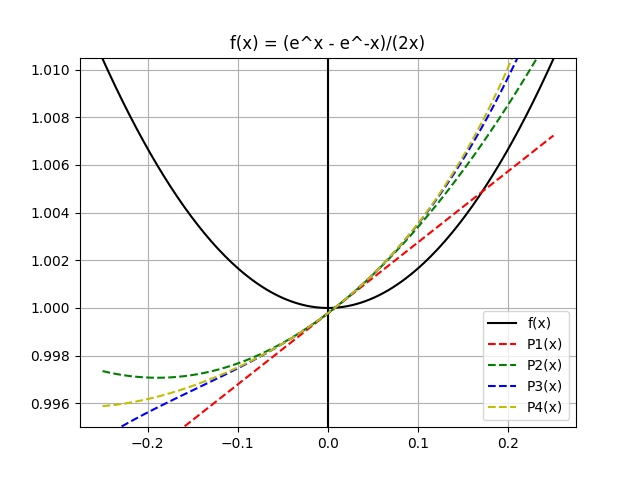 f(x) = (e^x - e^-x)/(2x)
1.010
1.008
1.006
1.004
1.002
1.000
0.998
0.996
−0.2
−0.1
0.0
0.1
0.2
f(x)
P1(x)
P2(x)
P3(x)
P4(x)